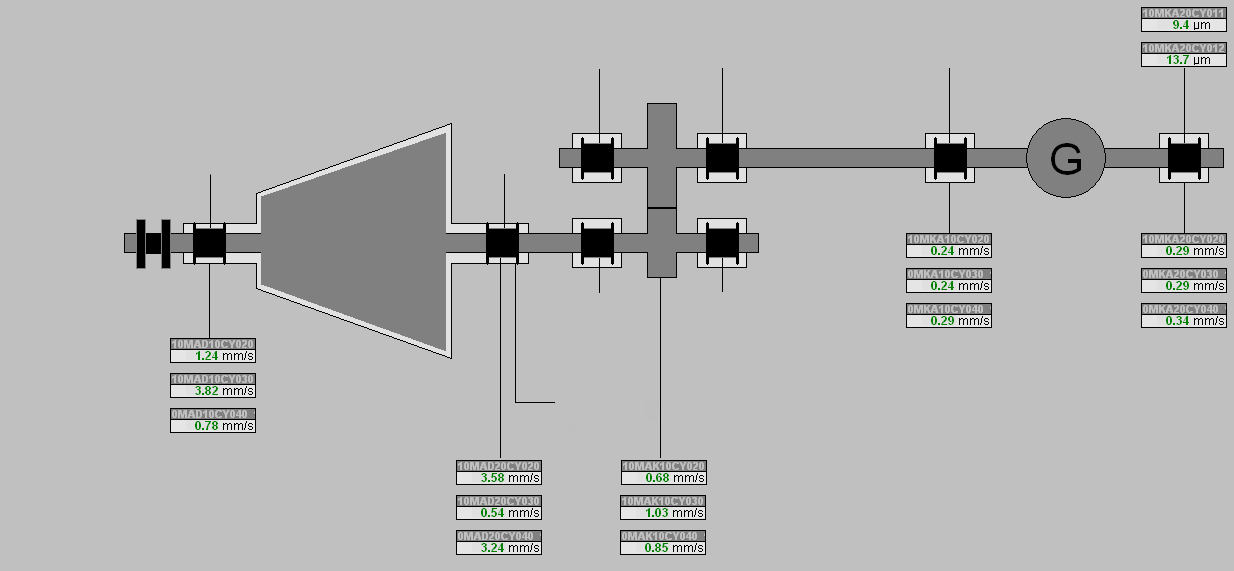 10MKA20CY011
9.4 µm
10MKA20CY012
13.7 µm
G
10MKA10CY020
0.24 mm/s
0MKA10CY030
0.24 mm/s
0MKA10CY040
0.29 mm/s
10MKA20CY020
0.29 mm/s
0MKA20CY030
0.29 mm/s
0MKA20CY040
0.34 mm/s
10MAD10CY020
1.24 mm/s
10MAD10CY030
3.82 mm/s
0MAD10CY040
0.78 mm/s
10MAD20CY020
3.58 mm/s
10MAD20CY030
0.54 mm/s
0MAD20CY040
3.24 mm/s
10MAK10CY020
0.68 mm/s
10MAK10CY030
1.03 mm/s
0MAK10CY040
0.85 mm/s